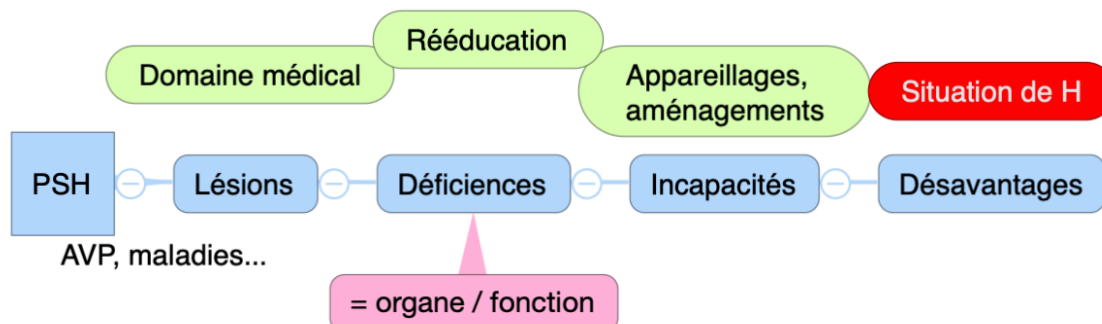 Rééducation
Domaine médical
Appareillages,
aménagements
Situation de H
PSH
Lésions
Déficiences
Incapacités
Désavantages
AVP, maladies...
= organe / fonction